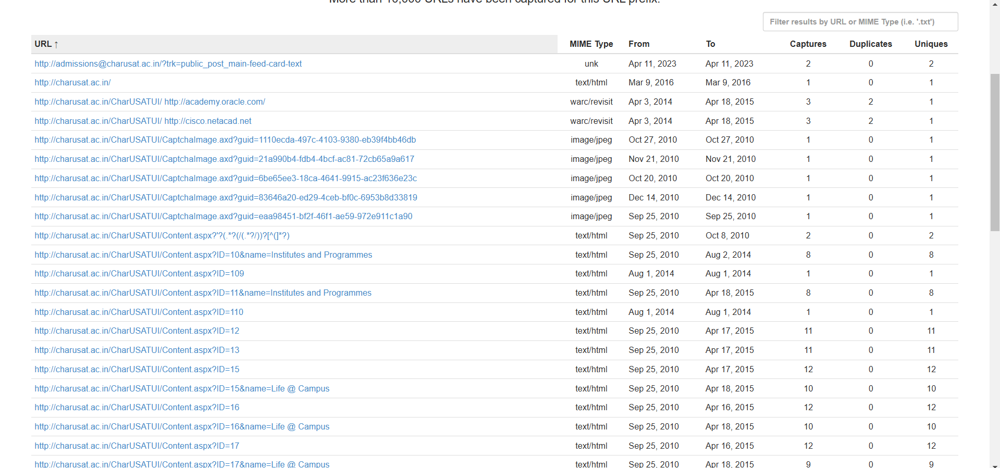 More than 10,000 URLs have been captured for this URL prefix.
Filter results by URL or MIME Type (i.e. '.txt')
URL ↑ MIME Type From To Captures Duplicates Uniques
http://admissions@charusat.ac.in/?trk=public_post_main-feed-card-text unk Apr 11, 2023 Apr 11, 2023 2 0 2
http://charusat.ac.in/ text/html Mar 9, 2016 Mar 9, 2016 1 0 1
http://charusat.ac.in/CharUSATUI/ http://academy.oracle.com/ warc/revisit Apr 3, 2014 Apr 18, 2015 3 2 1
http://charusat.ac.in/CharUSATUI/ http://cisco.netacad.net warc/revisit Apr 3, 2014 Apr 18, 2015 3 2 1
http://charusat.ac.in/CharUSATUI/CaptchaImage.axd?guid=1110ecda-497c-4103-9380-eb39f4bb46db image/jpeg Oct 27, 2010 Oct 27, 2010 1 0 1
http://charusat.ac.in/CharUSATUI/CaptchaImage.axd?guid=21a990b4-fdb4-4bcf-ac81-72cb65a9a617 image/jpeg Nov 21, 2010 Nov 21, 2010 1 0 1
http://charusat.ac.in/CharUSATUI/CaptchaImage.axd?guid=6be65ee3-18ca-4641-9915-ac23f636e23c image/jpeg Oct 20, 2010 Oct 20, 2010 1 0 1
http://charusat.ac.in/CharUSATUI/CaptchaImage.axd?guid=83646a20-ed29-4ceb-bf0c-6953b8d33819 image/jpeg Dec 14, 2010 Dec 14, 2010 1 0 1
http://charusat.ac.in/CharUSATUI/CaptchaImage.axd?guid=eaa98451-bf2f-46f1-ae59-972e911c1a90 image/jpeg Sep 25, 2010 Sep 25, 2010 1 0 1
http://charusat.ac.in/CharUSATUI/Content.aspx?'?(.*?(/(.*?/))?[^(]*?) text/html Sep 25, 2010 Oct 8, 2010 2 0 2
http://charusat.ac.in/CharUSATUI/Content.aspx?ID=10&name=Institutes and Programmes text/html Sep 25, 2010 Aug 2, 2014 8 0 8
http://charusat.ac.in/CharUSATUI/Content.aspx?ID=109 text/html Aug 1, 2014 Aug 1, 2014 1 0 1
http://charusat.ac.in/CharUSATUI/Content.aspx?ID=11&name=Institutes and Programmes text/html Sep 25, 2010 Apr 18, 2015 8 0 8
http://charusat.ac.in/CharUSATUI/Content.aspx?ID=110 text/html Aug 1, 2014 Aug 1, 2014 1 0 1
http://charusat.ac.in/CharUSATUI/Content.aspx?ID=12 text/html Sep 25, 2010 Apr 17, 2015 11 0 11
http://charusat.ac.in/CharUSATUI/Content.aspx?ID=13 text/html Sep 25, 2010 Apr 17, 2015 11 0 11
http://charusat.ac.in/CharUSATUI/Content.aspx?ID=15 text/html Sep 25, 2010 Apr 17, 2015 12 0 12
http://charusat.ac.in/CharUSATUI/Content.aspx?ID=15&name=Life @ Campus text/html Sep 25, 2010 Apr 18, 2015 10 0 10
http://charusat.ac.in/CharUSATUI/Content.aspx?ID=16 text/html Sep 25, 2010 Apr 16, 2015 12 0 12
http://charusat.ac.in/CharUSATUI/Content.aspx?ID=16&name=Life @ Campus text/html Sep 25, 2010 Apr 18, 2015 10 0 10
http://charusat.ac.in/CharUSATUI/Content.aspx?ID=17 text/html Sep 25, 2010 Apr 16, 2015 12 0 12
http://charusat.ac.in/CharUSATUI/Content.aspx?ID=17&name=Life @ Campus text/html Sep 25, 2010 Apr 18, 2015 9 0 9